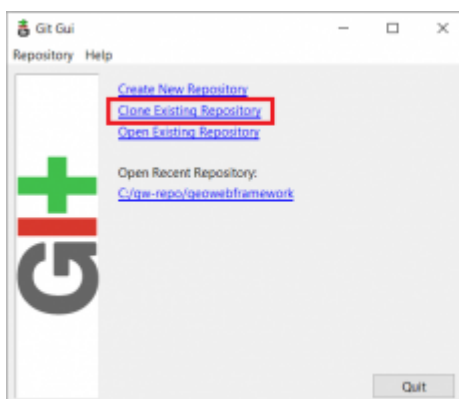 Git Gui
Repository Help
Create New Repository
Clone Existing Repository
Open Existing Repository
Open Recent Repository:
C:/gw-repo/geowebframework
Quit